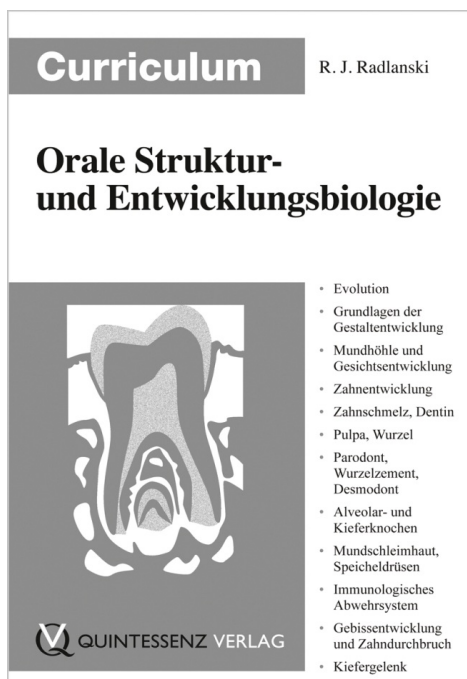 Curriculum
R. J. Radlanski
Orale Struktur-
und Entwicklungsbiologie
• Evolution
• Grundlagen der
Gestaltentwicklung
• Mundhöhle und
Gesichtsentwicklung
• Zahnentwicklung
• Zahnschmelz, Dentin
• Pulpa, Wurzel
• Parodont,
Wurzelzement,
Desmodont
• Alveolar- und
Kieferknochen
• Mundschleimhaut,
Speicheldrüsen
• Immunologisches
Abwehrsystem
• Gebissentwicklung
und Zahndurchbruch
• Kiefergelenk
QUINTESSENZ VERLAG